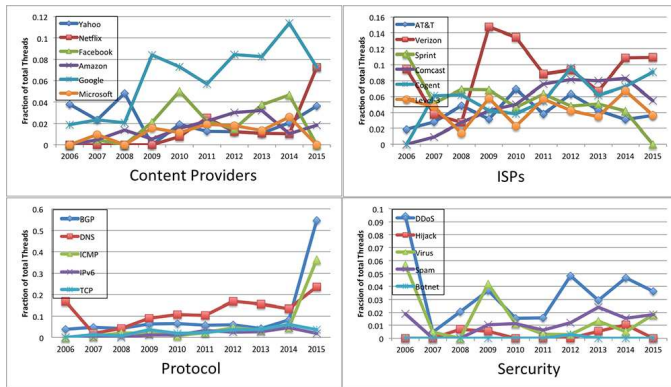 Fraction of total Threads
0.12
0.1
0.08
0.06
0.04
0.02
0
Yahoo
Netflix
Facebook
Amazon
Google
Microsoft
2006 2007 2008 2009 2010 2011 2012 2013 2014 2015
Content Providers
Fraction of total Threads
0.16
0.14
0.12
0.1
0.08
0.06
0.04
0.02
0
AT&T
Verizon
Sprint
Comcast
Cogent
Level 3
2006 2007 2008 2009 2010 2011 2012 2013 2014 2015
ISPs
Fraction of total Threads
0.6
0.5
0.4
0.3
0.2
0.1
0
BGP
DNS
ICMP
IPv6
TCP
2006 2007 2008 2009 2010 2011 2012 2013 2014 2015
Protocol
Fraction of total Threads
0.1
0.09
0.08
0.07
0.06
0.05
0.04
0.03
0.02
0.01
0
DDoS
Hijack
Virus
Spam
Botnet
2006 2007 2008 2009 2010 2011 2012 2013 2014 2015
Sercurity